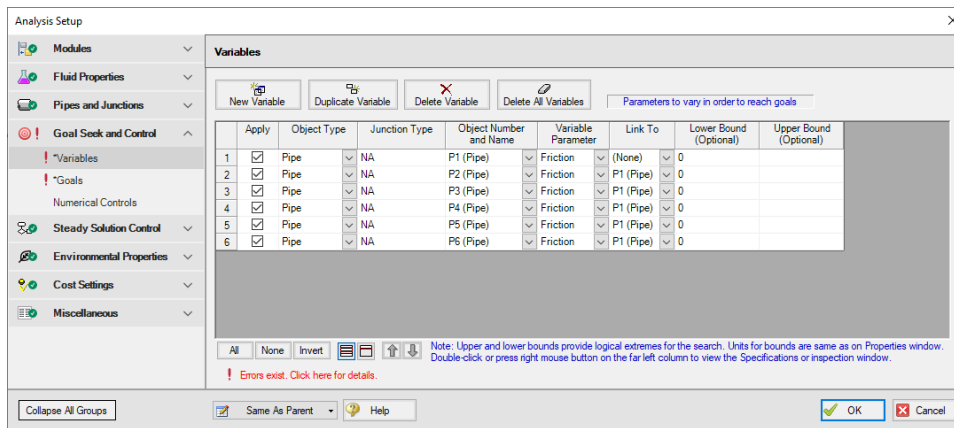 Analysis Setup
Modules
Fluid Properties
Pipes and Junctions
Goal Seek and Control
*Variables
*Goals
Numerical Controls
Steady Solution Control
Environmental Properties
Cost Settings
Miscellaneous
Collapse All Groups
Variables
New Variable
Duplicate Variable
Delete Variable
Delete All Variables
Parameters to vary in order to reach goals
Apply Object Type Junction Type Object Number and Name Variable Parameter Link To Lower Bound (Optional) Upper Bound (Optional)
1 Pipe NA P1 (Pipe) Friction (None) 0
2 Pipe NA P2 (Pipe) Friction P1 (Pipe) 0
3 Pipe NA P3 (Pipe) Friction P1 (Pipe) 0
4 Pipe NA P4 (Pipe) Friction P1 (Pipe) 0
5 Pipe NA P5 (Pipe) Friction P1 (Pipe) 0
6 Pipe NA P6 (Pipe) Friction P1 (Pipe) 0
All None Invert
Note: Upper and lower bounds provide logical extremes for the search. Units for bounds are same as on Properties window.
Double-click or press right mouse button on the far left column to view the Specifications or inspection window.
! Errors exist. Click here for details.
Same As Parent
Help
OK
Cancel